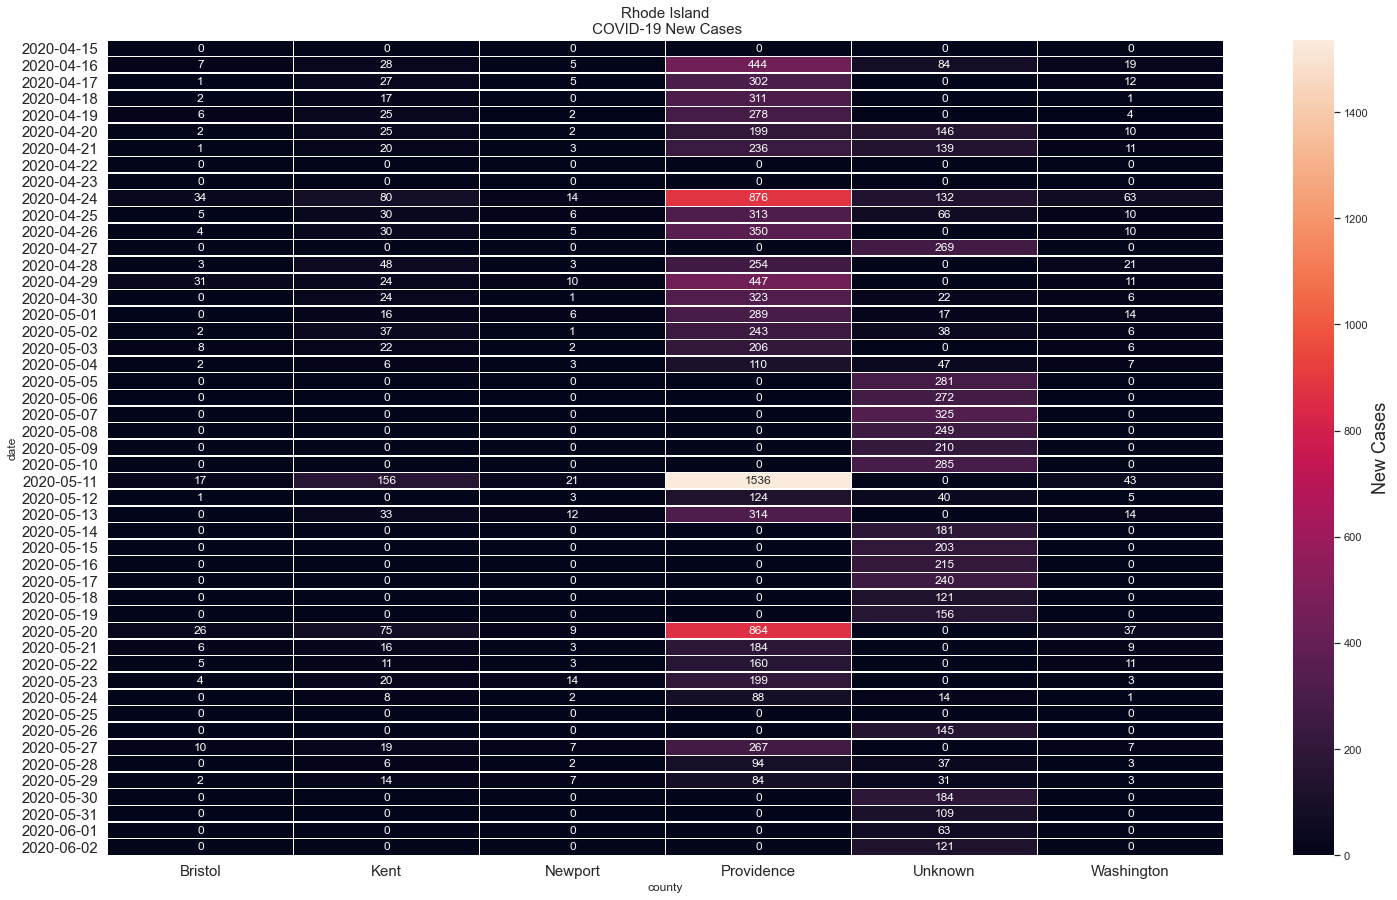 Rhode Island
COVID-19 New Cases
2020-04-15 0 0 0 0 0 0
2020-04-16 7 28 5 444 84 19
2020-04-17 1 27 5 302 0 12
2020-04-18 2 17 0 311 0 1
2020-04-19 6 25 2 278 0 4
2020-04-20 2 25 2 199 146 10
2020-04-21 1 20 3 236 139 11
2020-04-22 0 0 0 0 0 0
2020-04-23 0 0 0 0 0 0
2020-04-24 34 80 14 876 132 63
2020-04-25 5 30 6 313 66 10
2020-04-26 4 30 5 350 0 10
2020-04-27 0 0 0 0 269 0
2020-04-28 3 48 3 254 0 21
2020-04-29 31 24 10 447 0 11
2020-04-30 0 24 1 323 22 6
2020-05-01 0 16 6 289 17 14
2020-05-02 2 37 1 243 38 6
2020-05-03 8 22 2 206 0 6
2020-05-04 2 6 3 110 47 7
2020-05-05 0 0 0 0 281 0
2020-05-06 0 0 0 0 272 0
2020-05-07 0 0 0 0 325 0
2020-05-08 0 0 0 0 249 0
2020-05-09 0 0 0 0 210 0
2020-05-10 0 0 0 0 285 0
2020-05-11 17 156 21 1536 0 43
2020-05-12 1 0 3 124 40 5
2020-05-13 0 33 12 314 0 14
2020-05-14 0 0 0 0 181 0
2020-05-15 0 0 0 0 203 0
2020-05-16 0 0 0 0 215 0
2020-05-17 0 0 0 0 240 0
2020-05-18 0 0 0 0 121 0
2020-05-19 0 0 0 0 156 0
2020-05-20 26 75 9 864 0 37
2020-05-21 6 16 3 184 0 9
2020-05-22 5 11 3 160 0 11
2020-05-23 4 20 14 199 0 3
2020-05-24 0 8 2 88 14 1
2020-05-25 0 0 0 0 0 0
2020-05-26 0 0 0 0 145 0
2020-05-27 10 19 7 267 0 7
2020-05-28 0 6 2 94 37 3
2020-05-29 2 14 7 84 31 3
2020-05-30 0 0 0 0 184 0
2020-05-31 0 0 0 0 109 0
2020-06-01 0 0 0 0 63 0
2020-06-02 0 0 0 0 121 0
Bristol Kent Newport Providence Unknown Washington
county
date
1400
1200
1000
800
600
400
200
0
New Cases